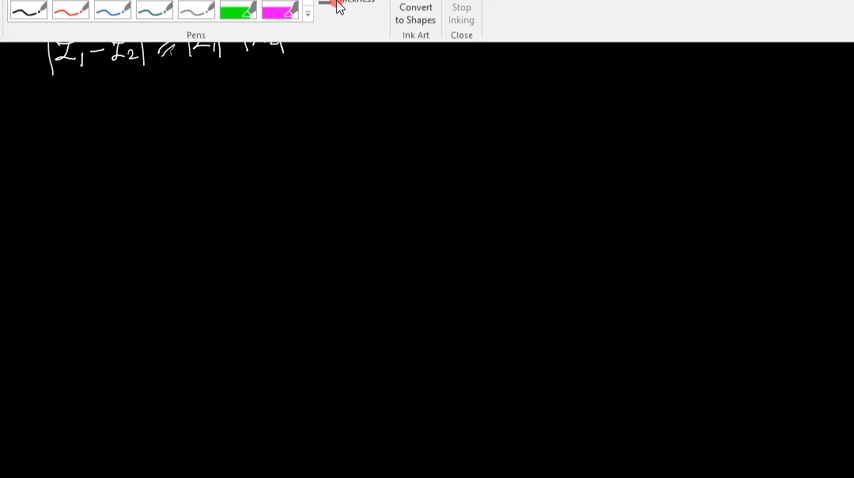 Convert
to Shapes
Stop
Inking
Pens
Ink Art
Close
|Z₁ - Z₂| ⩾ |Z₁|